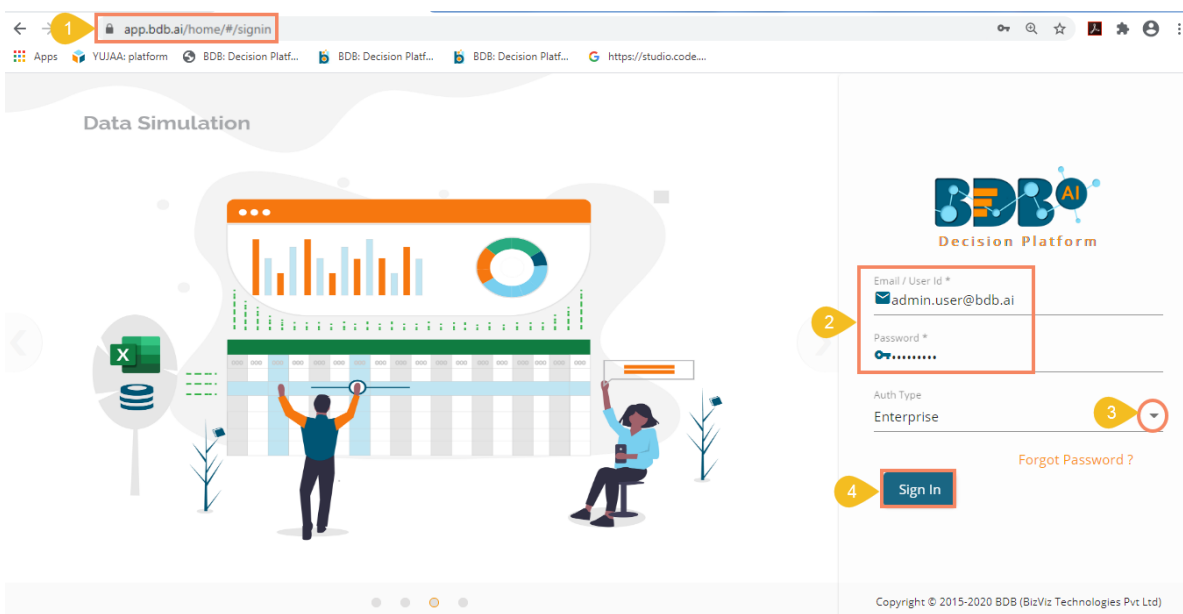 1
app.bdb.ai/home/#/signin
Apps YUJAA: platform BDB: Decision Platf... BDB: Decision Platf... BDB: Decision Platf... https://studio.code....
Data Simulation
BDB AI
Decision Platform
Email / User Id *
admin.user@bdb.ai
2
Password *
•••••••••
Auth Type
Enterprise
3
Forgot Password ?
4
Sign In
X
Copyright © 2015-2020 BDB (BizViz Technologies Pvt Ltd)